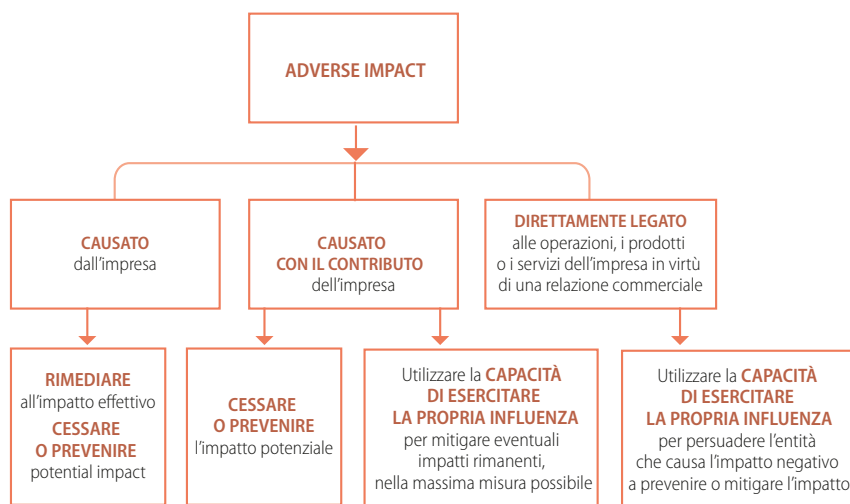 ADVERSE IMPACT
CAUSATO
dall'impresa
CAUSATO
CON IL CONTRIBUTO
dell'impresa
DIRETTAMENTE LEGATO
alle operazioni, i prodotti
o i servizi dell'impresa in virtù
di una relazione commerciale
RIMEDIARE
all'impatto effettivo
CESSARE
O PREVENIRE
potential impact
CESSARE
O PREVENIRE
l'impatto potenziale
Utilizzare la CAPACITÀ
DI ESERCITARE
LA PROPRIA INFLUENZA
per mitigare eventuali
impatti rimanenti,
nella massima misura possibile
Utilizzare la CAPACITÀ
DI ESERCITARE
LA PROPRIA INFLUENZA
per persuadere l'entità
che causa l'impatto negativo
a prevenire o mitigare l'impatto